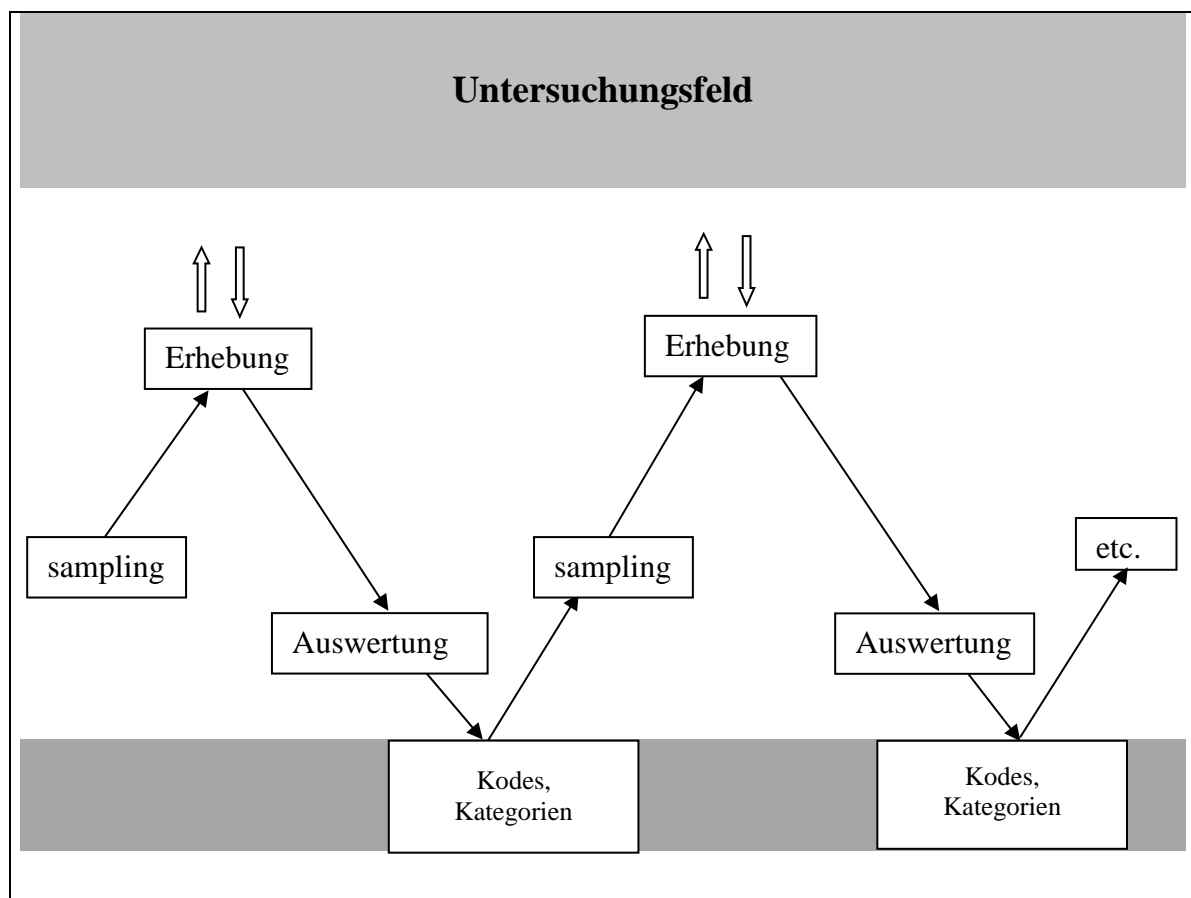 Untersuchungsfeld
Erhebung
Erhebung
sampling
sampling
etc.
Auswertung
Auswertung
Kodes,
Kategorien
Kodes,
Kategorien